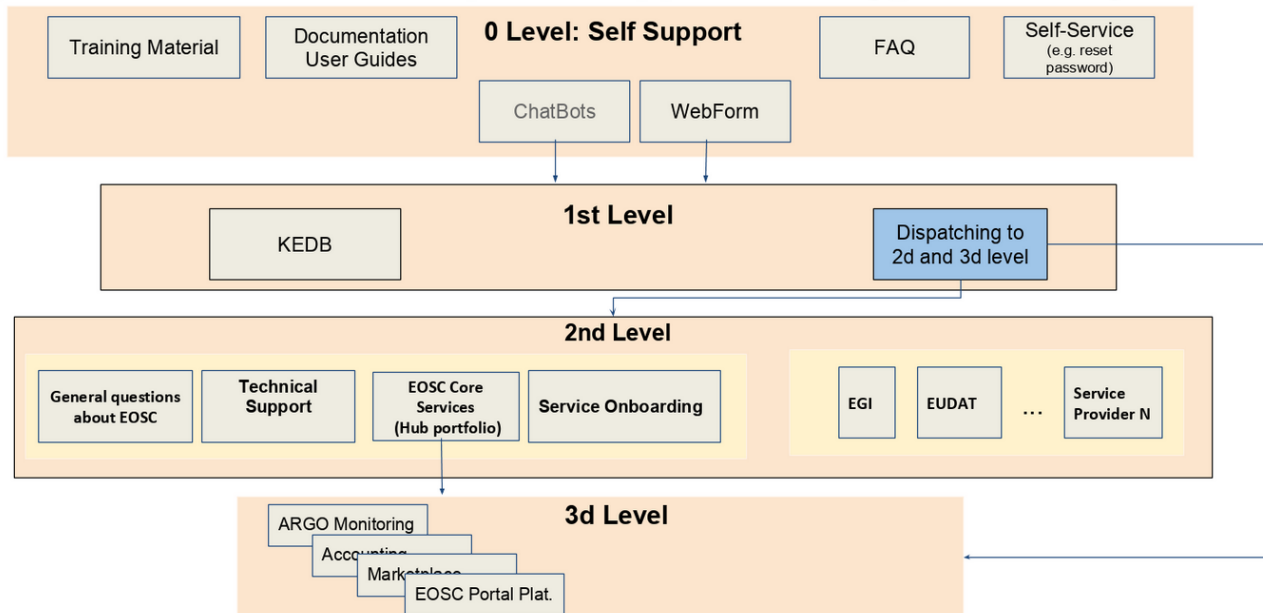 0 Level: Self Support
Training Material
Documentation
User Guides
FAQ
Self-Service
(e.g. reset
password)
ChatBots
WebForm
1st Level
KEDB
Dispatching to
2d and 3d level
2nd Level
General questions
about EOSC
Technical
Support
EOSC Core
Services
(Hub portfolio)
Service Onboarding
EGI
EUDAT
...
Service
Provider N
3d Level
ARGO Monitoring
Accounting
Marketplace
EOSC Portal Plat.